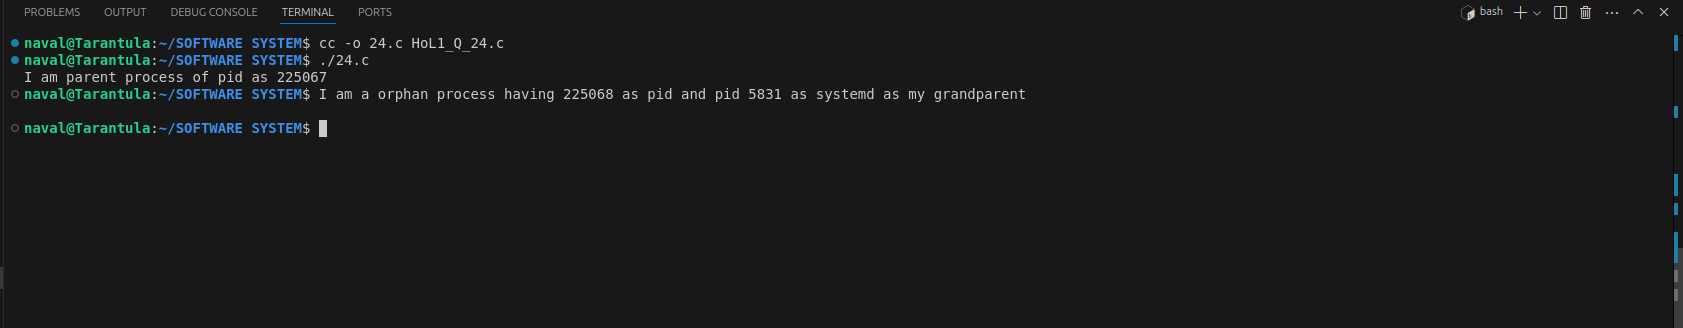 PROBLEMS OUTPUT DEBUG CONSOLE TERMINAL PORTS bash
naval@Tarantula:~/SOFTWARE SYSTEM$ cc -o 24.c HoL1_Q_24.c
naval@Tarantula:~/SOFTWARE SYSTEM$ ./24.c
I am parent process of pid as 225067
naval@Tarantula:~/SOFTWARE SYSTEM$ I am a orphan process having 225068 as pid and pid 5831 as systemd as my grandparent
naval@Tarantula:~/SOFTWARE SYSTEM$